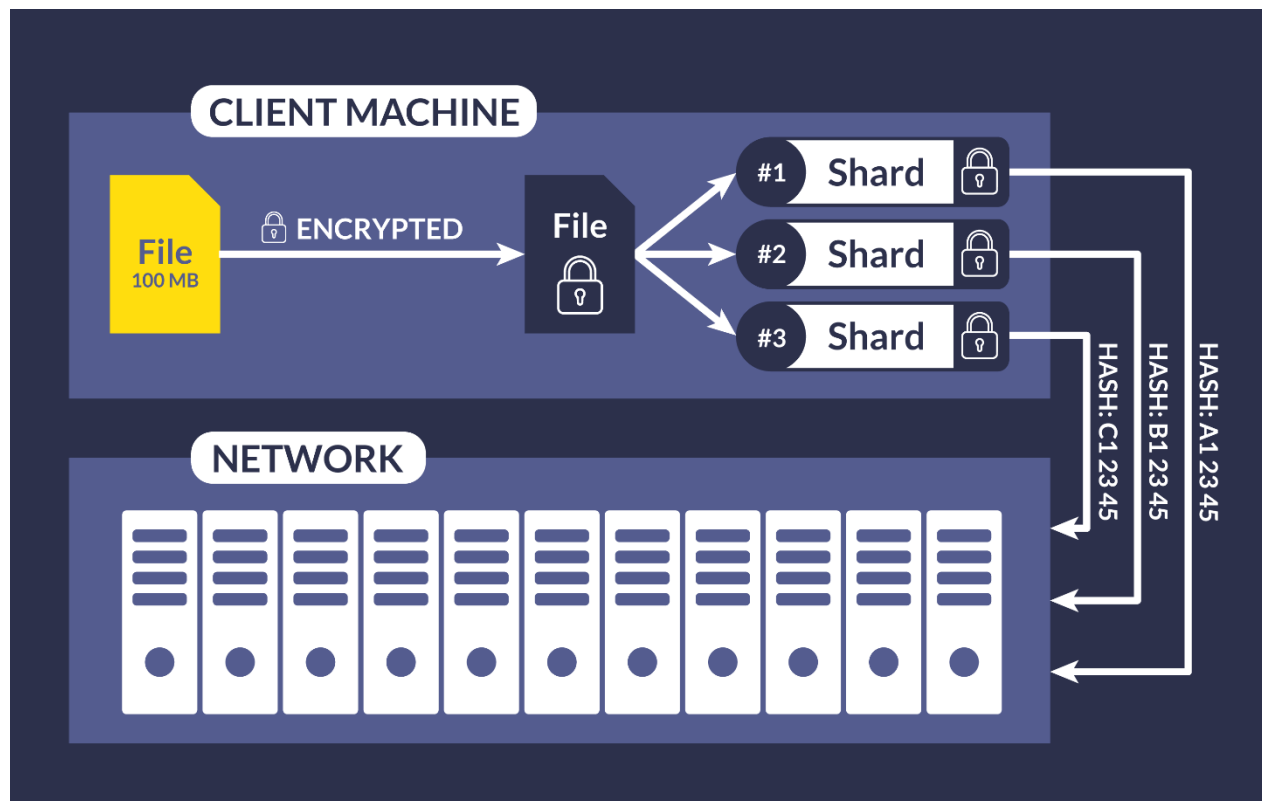 CLIENT MACHINE
File
100 MB
ENCRYPTED
File
#1 Shard
#2 Shard
#3 Shard
HASH: C1 23 45
HASH: B1 23 45
HASH: A1 23 45
NETWORK